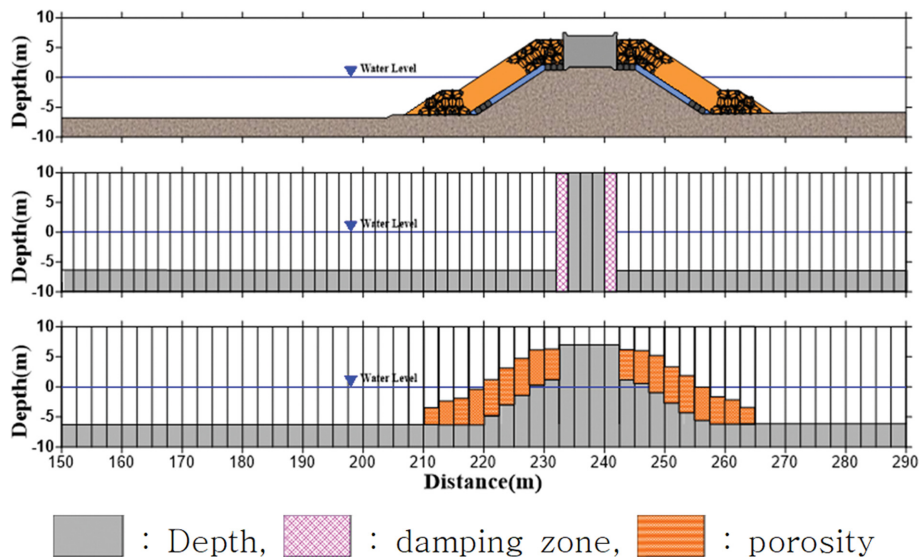 10
5
0
-5
-10
Depth(m)
Water Level
10
5
0
-5
-10
Depth(m)
Water Level
10
5
0
-5
-10
Depth(m)
Water Level
150 160 170 180 190 200 210 220 230 240 250 260 270 280 290
Distance(m)
: Depth, : damping zone, : porosity